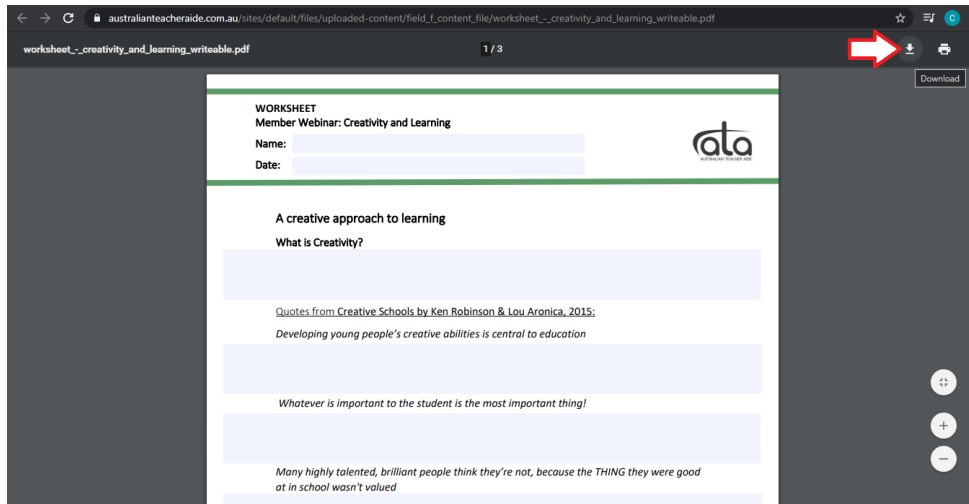 australianteacheraide.com.au/sites/default/files/uploaded-content/field_f_content_file/worksheet_-_creativity_and_learning_writeable.pdf
C
worksheet_-_creativity_and_learning_writeable.pdf
1 / 3
Download
WORKSHEET
Member Webinar: Creativity and Learning
Name:
Date:
ata
AUSTRALIAN TEACHER AIDE
A creative approach to learning
What is Creativity?
Quotes from Creative Schools by Ken Robinson & Lou Aronica, 2015:
Developing young people's creative abilities is central to education
Whatever is important to the student is the most important thing!
Many highly talented, brilliant people think they're not, because the THING they were good
at in school wasn't valued